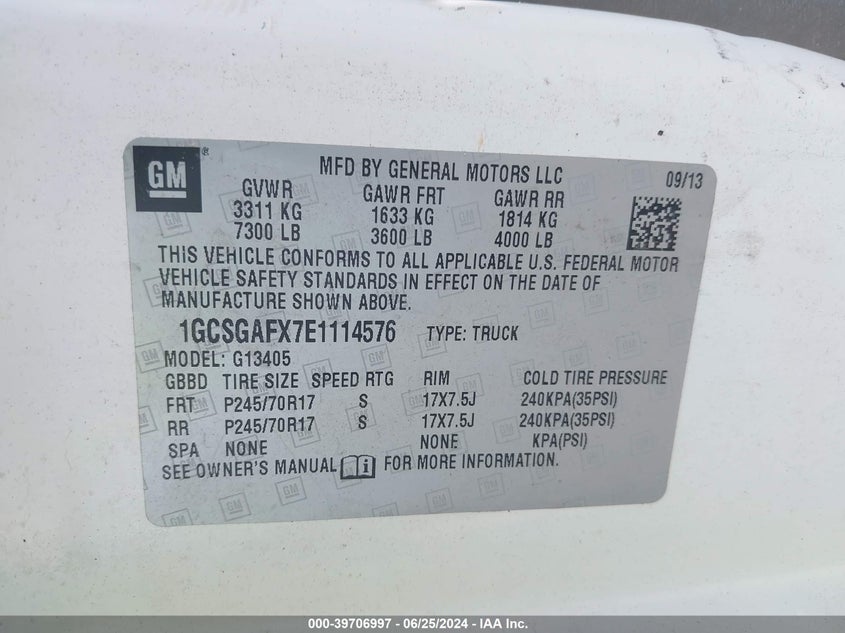 GM
MFD BY GENERAL MOTORS LLC 09/13
GVWR GAWR FRT GAWR RR
3311 KG 1633 KG 1814 KG
7300 LB 3600 LB 4000 LB
THIS VEHICLE CONFORMS TO ALL APPLICABLE U.S. FEDERAL MOTOR
VEHICLE SAFETY STANDARDS IN EFFECT ON THE DATE OF
MANUFACTURE SHOWN ABOVE.
1GCSGAFX7E1114576 TYPE: TRUCK
MODEL: G13405
GBBD TIRE SIZE SPEED RTG RIM COLD TIRE PRESSURE
FRT P245/70R17 S 17X7.5J 240KPA(35PSI)
RR P245/70R17 S 17X7.5J 240KPA(35PSI)
SPA NONE NONE KPA(PSI)
SEE OWNER'S MANUAL FOR MORE INFORMATION.
000-39706997 - 06/25/2024 - IAA Inc.